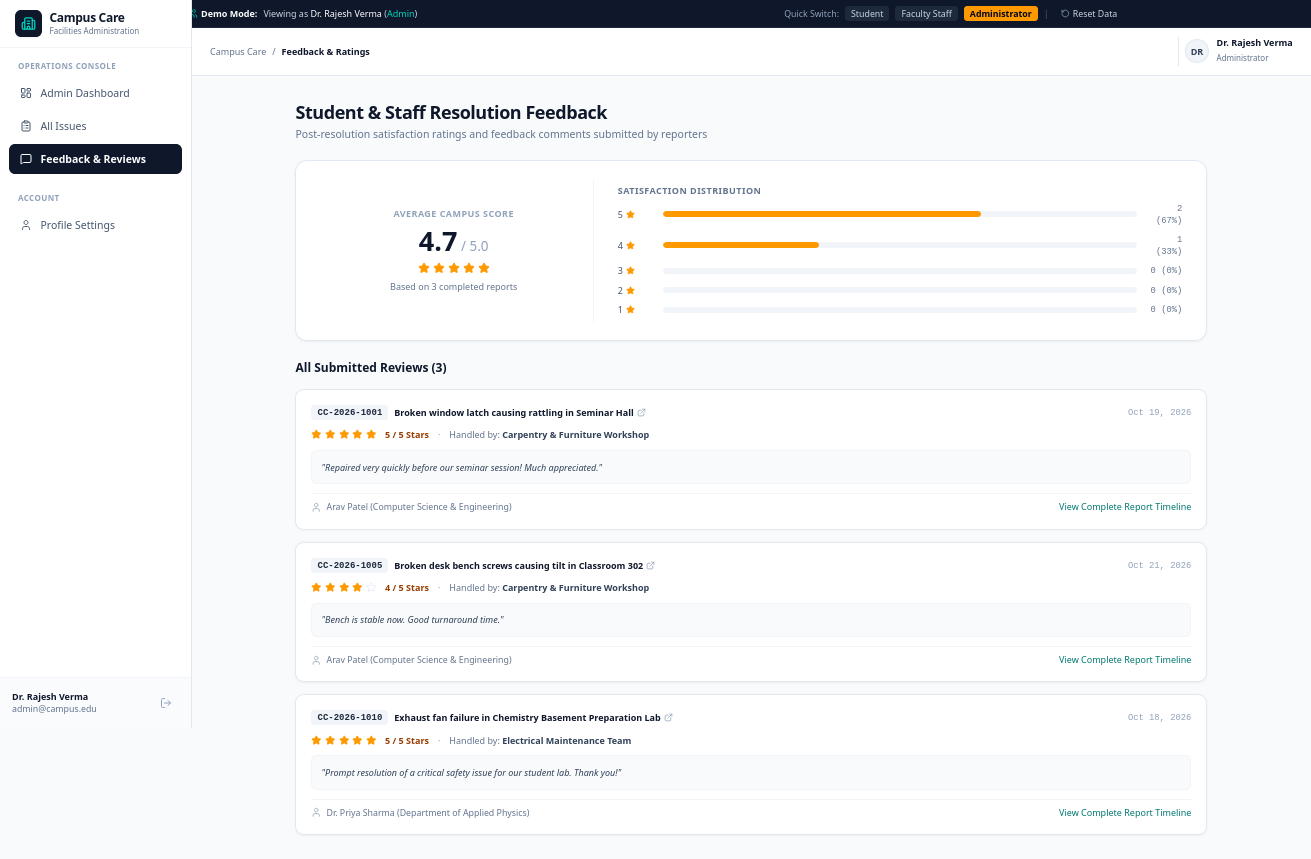 Campus Care
Facilities Administration
OPERATIONS CONSOLE
Admin Dashboard
All Issues
Feedback & Reviews
ACCOUNT
Profile Settings
Dr. Rajesh Verma
admin@campus.edu
Demo Mode: Viewing as Dr. Rajesh Verma (Admin)
Quick Switch: Student Faculty Staff Administrator | Reset Data
Campus Care / Feedback & Ratings
DR
Dr. Rajesh Verma
Administrator
Student & Staff Resolution Feedback
Post-resolution satisfaction ratings and feedback comments submitted by reporters
AVERAGE CAMPUS SCORE
4.7 / 5.0
Based on 3 completed reports
SATISFACTION DISTRIBUTION
5 2
(67%)
4 1
(33%)
3 0 (0%)
2 0 (0%)
1 0 (0%)
All Submitted Reviews (3)
CC-2026-1001 Broken window latch causing rattling in Seminar Hall Oct 19, 2026
5 / 5 Stars · Handled by: Carpentry & Furniture Workshop
"Repaired very quickly before our seminar session! Much appreciated."
Arav Patel (Computer Science & Engineering) View Complete Report Timeline
CC-2026-1005 Broken desk bench screws causing tilt in Classroom 302 Oct 21, 2026
4 / 5 Stars · Handled by: Carpentry & Furniture Workshop
"Bench is stable now. Good turnaround time."
Arav Patel (Computer Science & Engineering) View Complete Report Timeline
CC-2026-1010 Exhaust fan failure in Chemistry Basement Preparation Lab Oct 18, 2026
5 / 5 Stars · Handled by: Electrical Maintenance Team
"Prompt resolution of a critical safety issue for our student lab. Thank you!"
Dr. Priya Sharma (Department of Applied Physics) View Complete Report Timeline